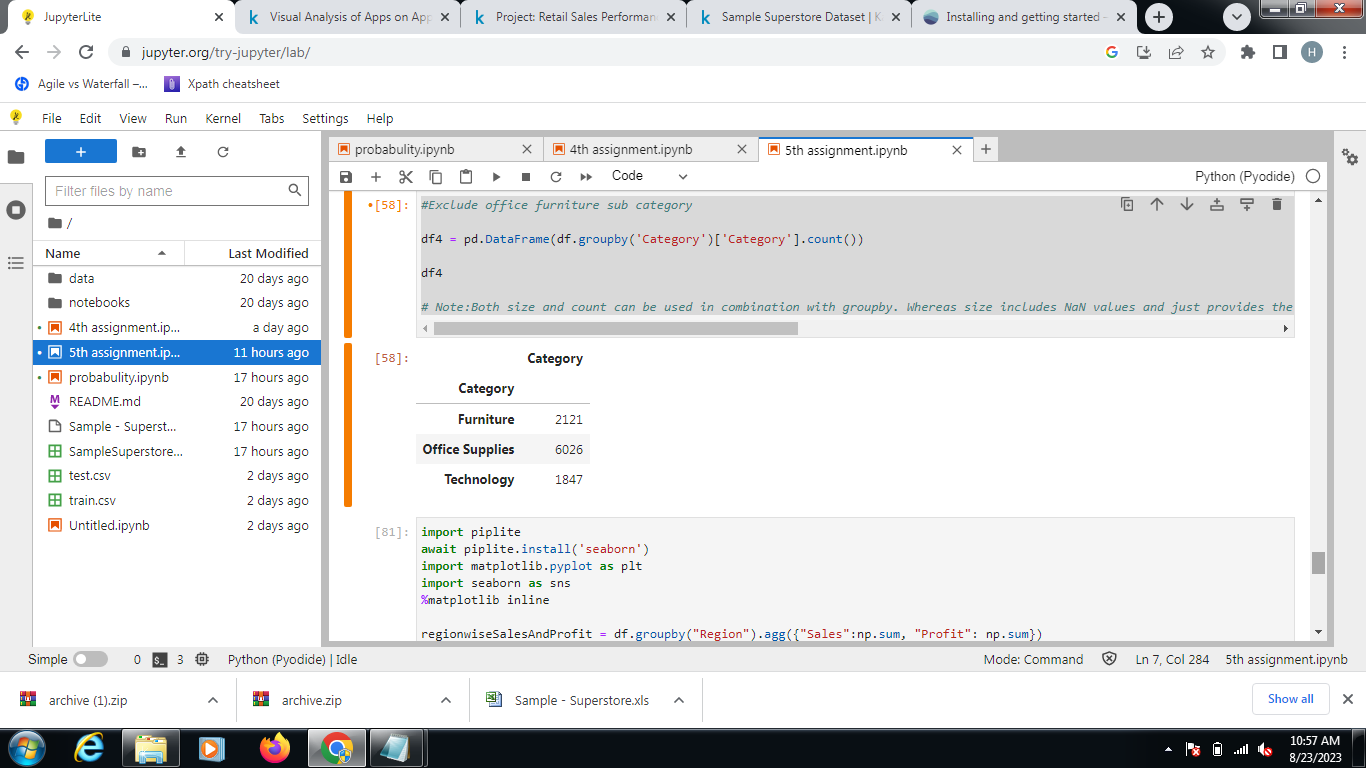 JupyterLite
Visual Analysis of Apps on App
Project: Retail Sales Performan
Sample Superstore Dataset | K
Installing and getting started –
jupyter.org/try-jupyter/lab/
H
Agile vs Waterfall –...
Xpath cheatsheet
File Edit View Run Kernel Tabs Settings Help
Filter files by name
/
Name Last Modified
data 20 days ago
notebooks 20 days ago
4th assignment.ip... a day ago
5th assignment.ip... 11 hours ago
probabulity.ipynb 17 hours ago
README.md 20 days ago
Sample - Superst... 17 hours ago
SampleSuperstore... 17 hours ago
test.csv 2 days ago
train.csv 2 days ago
Untitled.ipynb 2 days ago
probabulity.ipynb
4th assignment.ipynb
5th assignment.ipynb
Code
Python (Pyodide)
[58]:
#Exclude office furniture sub category
df4 = pd.DataFrame(df.groupby('Category')['Category'].count())
df4
# Note:Both size and count can be used in combination with groupby. Whereas size includes NaN values and just provides the
[58]:
Category
Category
Furniture 2121
Office Supplies 6026
Technology 1847
[81]:
import piplite
await piplite.install('seaborn')
import matplotlib.pyplot as plt
import seaborn as sns
%matplotlib inline
regionwiseSalesAndProfit = df.groupby("Region").agg({"Sales":np.sum, "Profit": np.sum})
Simple 0 3 Python (Pyodide) | Idle
Mode: Command Ln 7, Col 284 5th assignment.ipynb
archive (1).zip
archive.zip
Sample - Superstore.xls
Show all
10:57 AM
8/23/2023